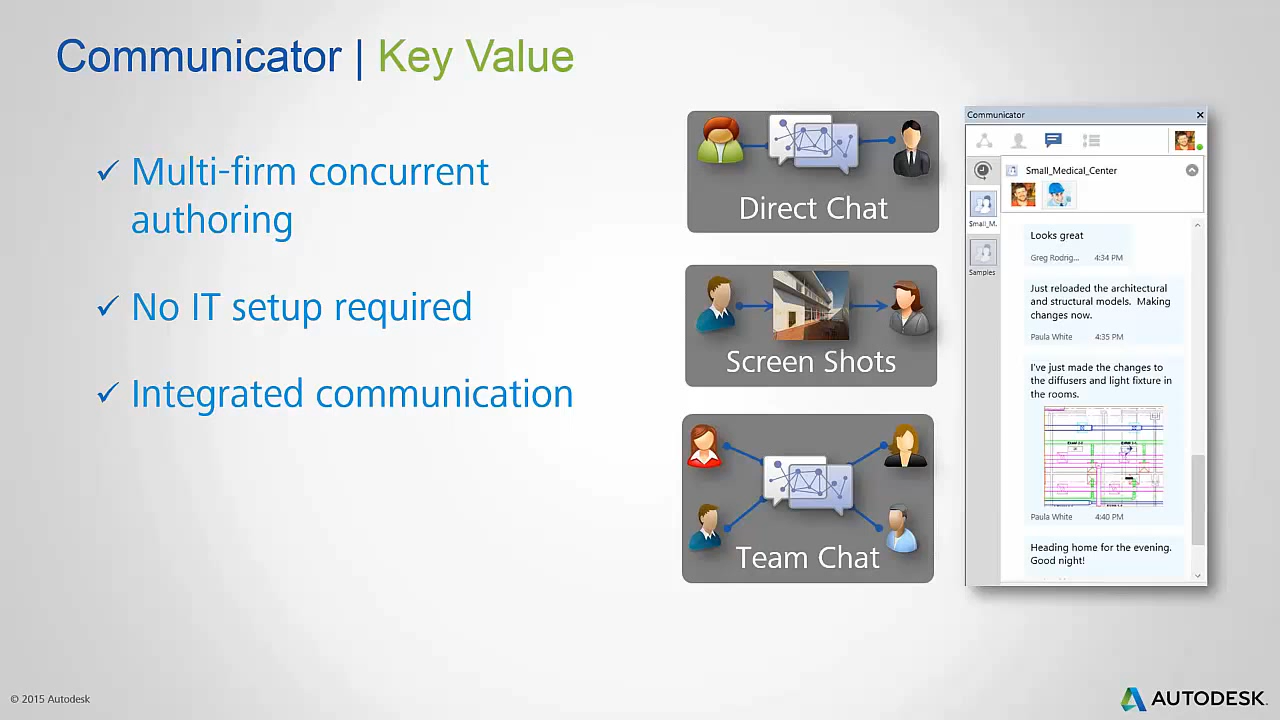 Communicator | Key Value
✓ Multi-firm concurrent
authoring
✓ No IT setup required
✓ Integrated communication
Direct Chat
Screen Shots
Team Chat
Communicator
Small_Medical_Center
Small_M.
Samples
Looks great
Greg Rodrig... 4:34 PM
Just reloaded the architectural
and structural models. Making
changes now.
Paula White 4:35 PM
I've just made the changes to
the diffusers and light fixture in
the rooms.
Paula White 4:40 PM
Heading home for the evening.
Good night!
© 2015 Autodesk
AUTODESK.